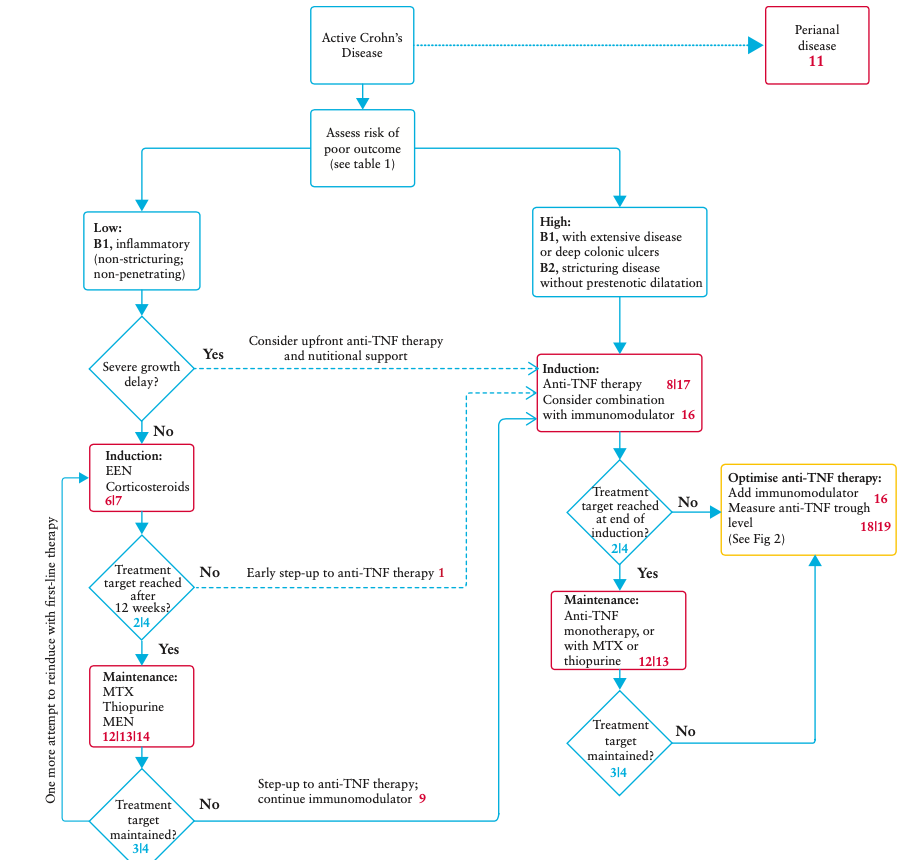 Active Crohn's
Disease
Perianal
disease
11
Assess risk of
poor outcome
(see table 1)
Low:
B1, inflammatory
(non-stricturing;
non-penetrating)
High:
B1, with extensive disease
or deep colonic ulcers
B2, stricturing disease
without prestenotic dilatation
Severe growth
delay?
Yes
Consider upfront anti-TNF therapy
and nutitional support
No
Induction:
Anti-TNF therapy 8|17
Consider combination
with immunomodulator 16
Induction:
EEN
Corticosteroids
6|7
Treatment
target reached
at end of
induction?
2|4
No
Optimise anti-TNF therapy:
Add immunomodulator 16
Measure anti-TNF trough
level 18|19
(See Fig 2)
Yes
One more attempt to reinduce with first-line therapy
Treatment
target reached
after
12 weeks?
2|4
No
Early step-up to anti-TNF therapy 1
Yes
Maintenance:
Anti-TNF
monotherapy, or
with MTX or
thiopurine 12|13
Maintenance:
MTX
Thiopurine
MEN
12|13|14
Treatment
target
maintained?
3|4
No
Treatment
target
maintained?
3|4
No
Step-up to anti-TNF therapy;
continue immunomodulator 9